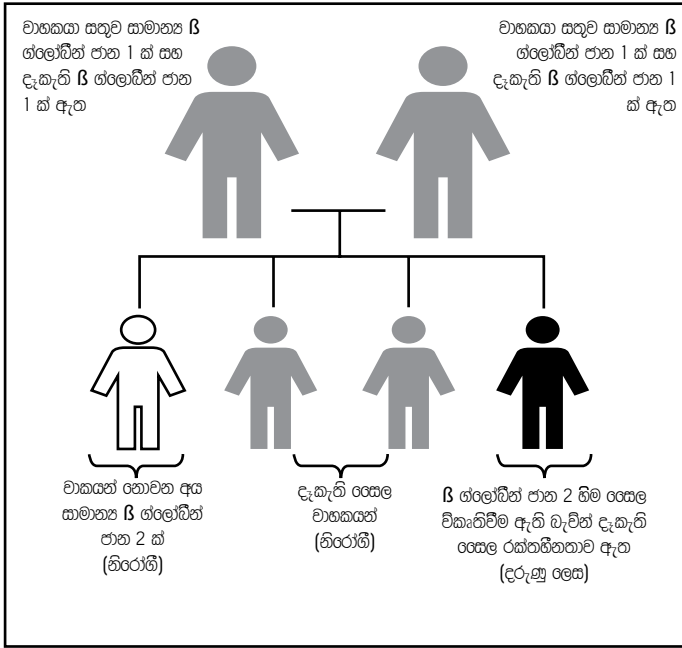 වාහකයා සතුව සාමාන්‍ය ß
ග්ලෝබීන් ජාන 1 ක් සහ
දෑකැති ß ග්ලෝබීන් ජාන
1 ක් ඇත
වාහකයා සතුව සාමාන්‍ය ß
ග්ලෝබීන් ජාන 1 ක් සහ
දෑකැති ß ග්ලෝබීන් ජාන 1
ක් ඇත
වාකයන් නොවන අය
සාමාන්‍ය ß ග්ලෝබීන්
ජාන 2 ක්
(නිරෝගී)
දෑකැති සෛල
වාහකයන්
(නිරෝගී)
ß ග්ලෝබීන් ජාන 2 හිම සෛල
විකෘතිවීම ඇති බැවින් දෑකැති
සෛල රක්තහීනතාව ඇත
(දරුණු ලෙස)